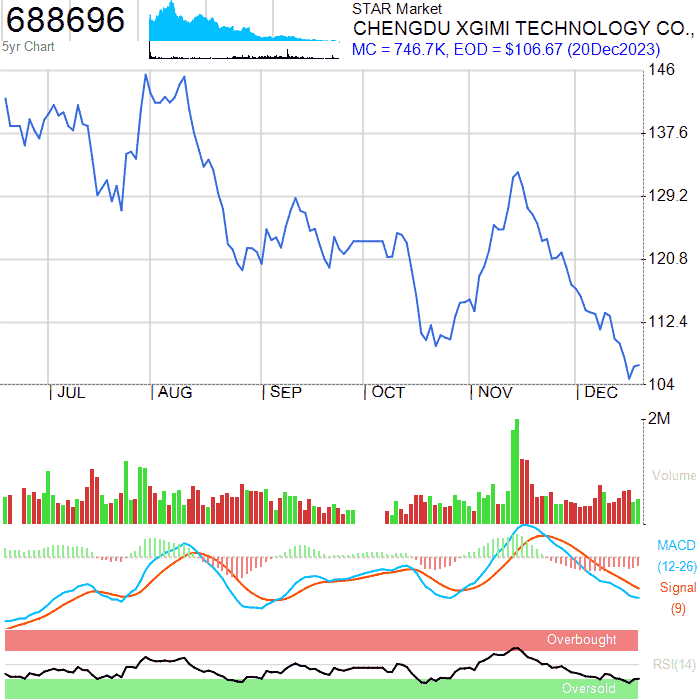 688696
5yr Chart
STAR Market
CHENGDU XGIMI TECHNOLOGY CO.,
MC = 746.7K, EOD = $106.67 (20Dec2023)
146
137.6
129.2
120.8
112.4
104
JUL
AUG
SEP
OCT
NOV
DEC
2M
Volume
MACD
(12-26)
Signal
(9)
Overbought
RSI(14)
Oversold